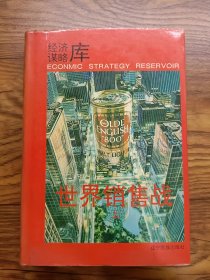 经济
谋略
库
ECONMIC STRATEGY RESERVOIR
OLDE
ENGLISH
"800"
世界销售战